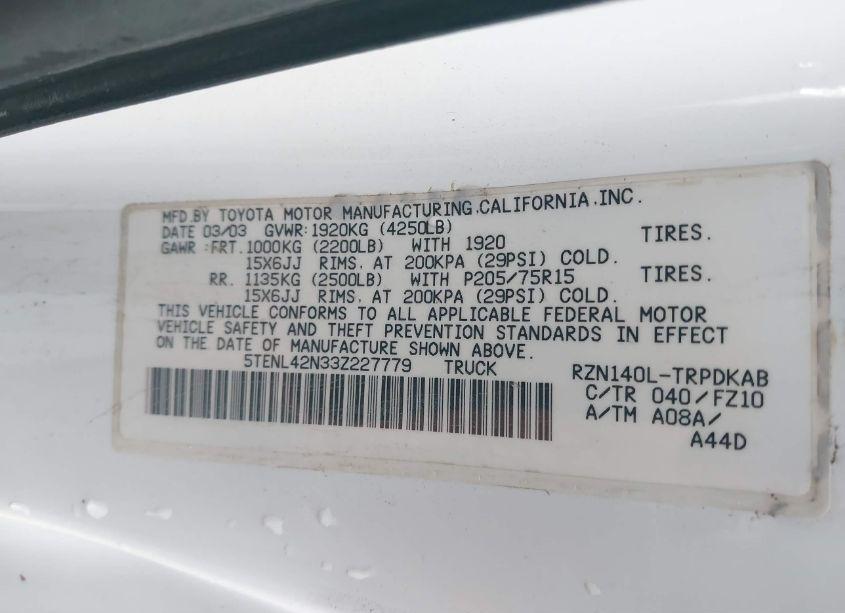 MFD.BY TOYOTA MOTOR MANUFACTURING.CALIFORNIA.INC.
DATE 03/03 GVWR:1920KG (4250LB)
GAWR :FRT.1000KG (2200LB) WITH 1920 TIRES.
15X6JJ RIMS. AT 200KPA (29PSI) COLD.
RR. 1135KG (2500LB) WITH P205/75R15 TIRES.
15X6JJ RIMS. AT 200KPA (29PSI) COLD.
THIS VEHICLE CONFORMS TO ALL APPLICABLE FEDERAL MOTOR
VEHICLE SAFETY AND THEFT PREVENTION STANDARDS IN EFFECT
ON THE DATE OF MANUFACTURE SHOWN ABOVE.
5TENL42N33Z227779 TRUCK
RZN140L-TRPDKAB
C/TR 040/FZ10
A/TM A08A/
A44D